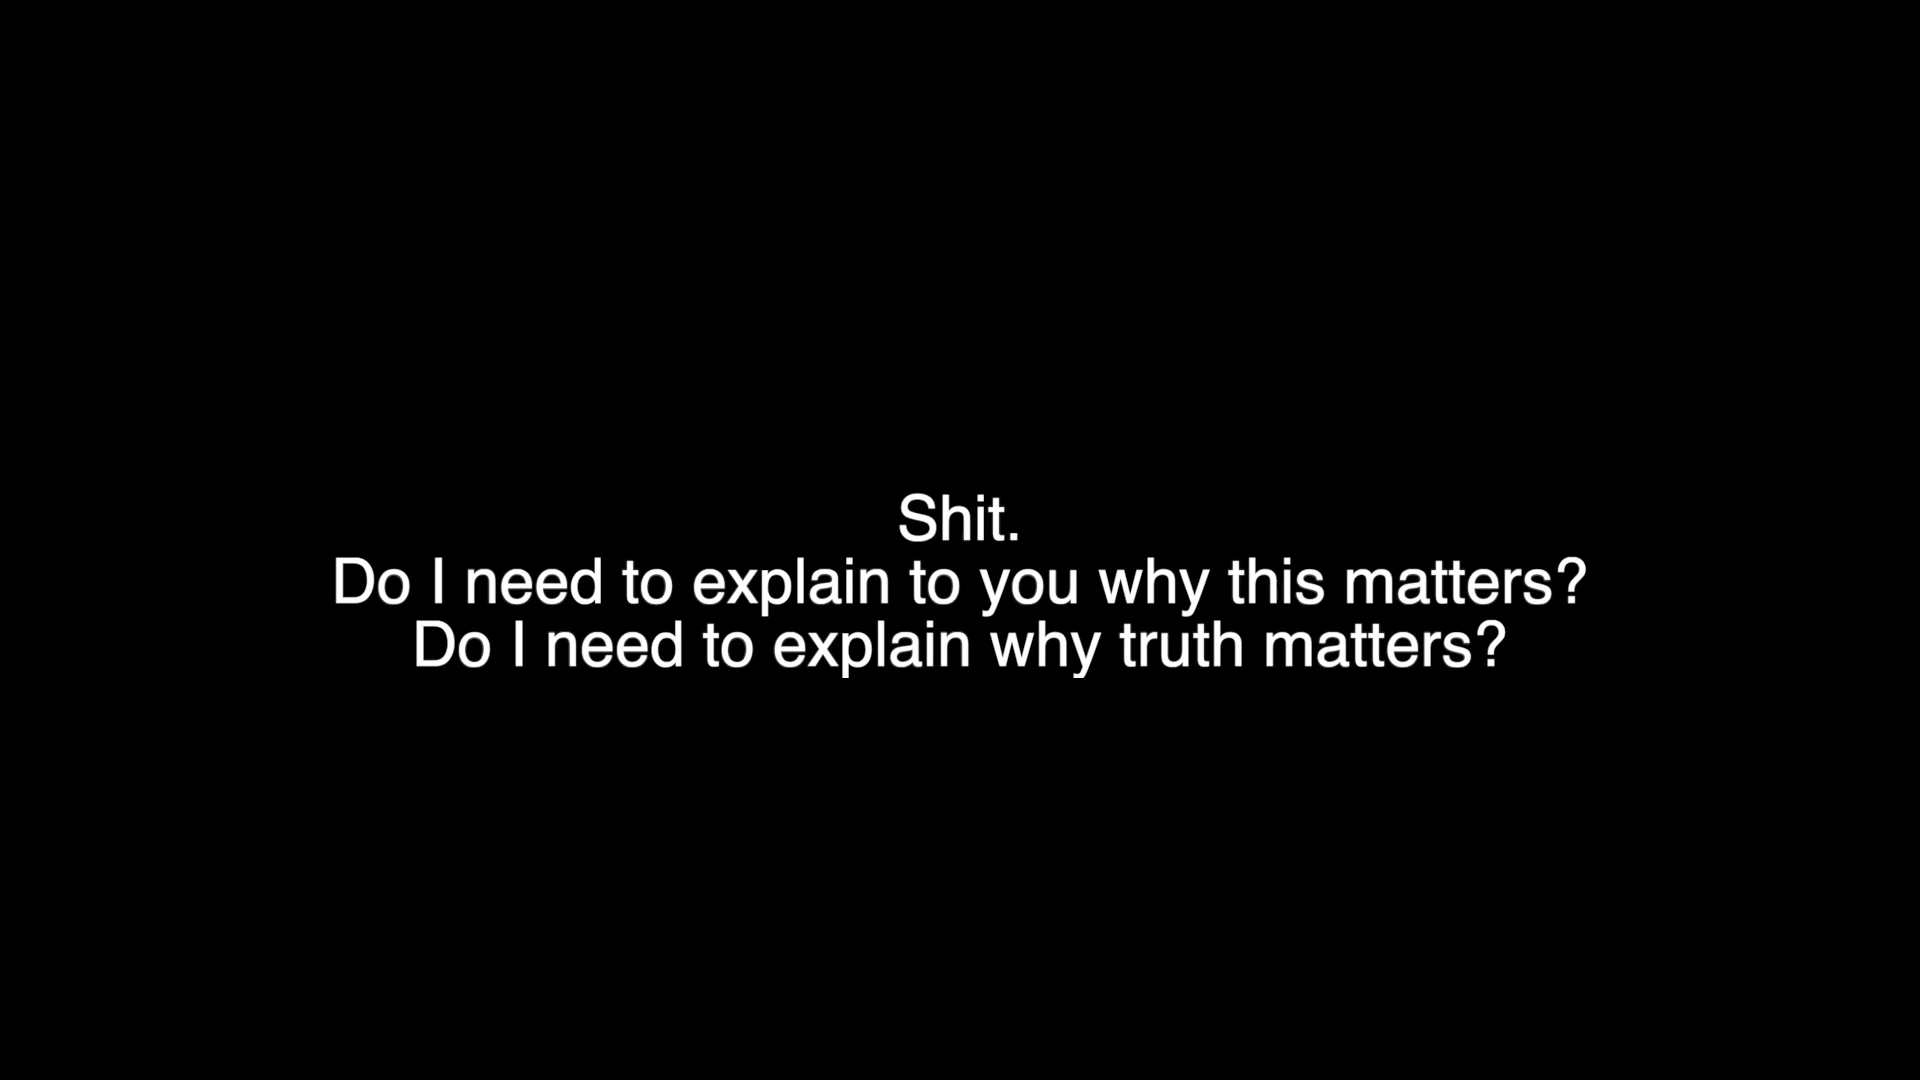 Shit.
Do I need to explain to you why this matters?
Do I need to explain why truth matters?